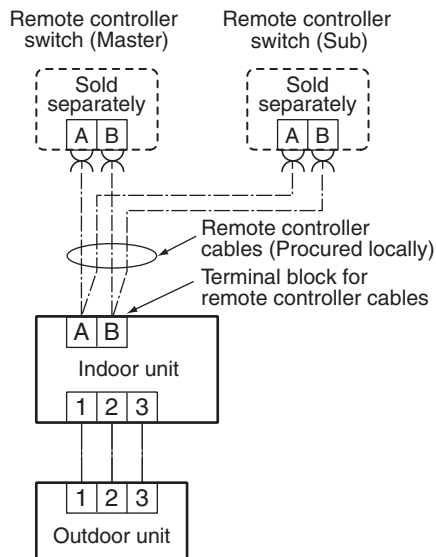 Remote controller
switch (Master)
Remote controller
switch (Sub)
Sold
separately
A B
Sold
separately
A B
Remote controller
cables (Procured locally)
Terminal block for
remote controller cables
A B
Indoor unit
1 2 3
1 2 3
Outdoor unit